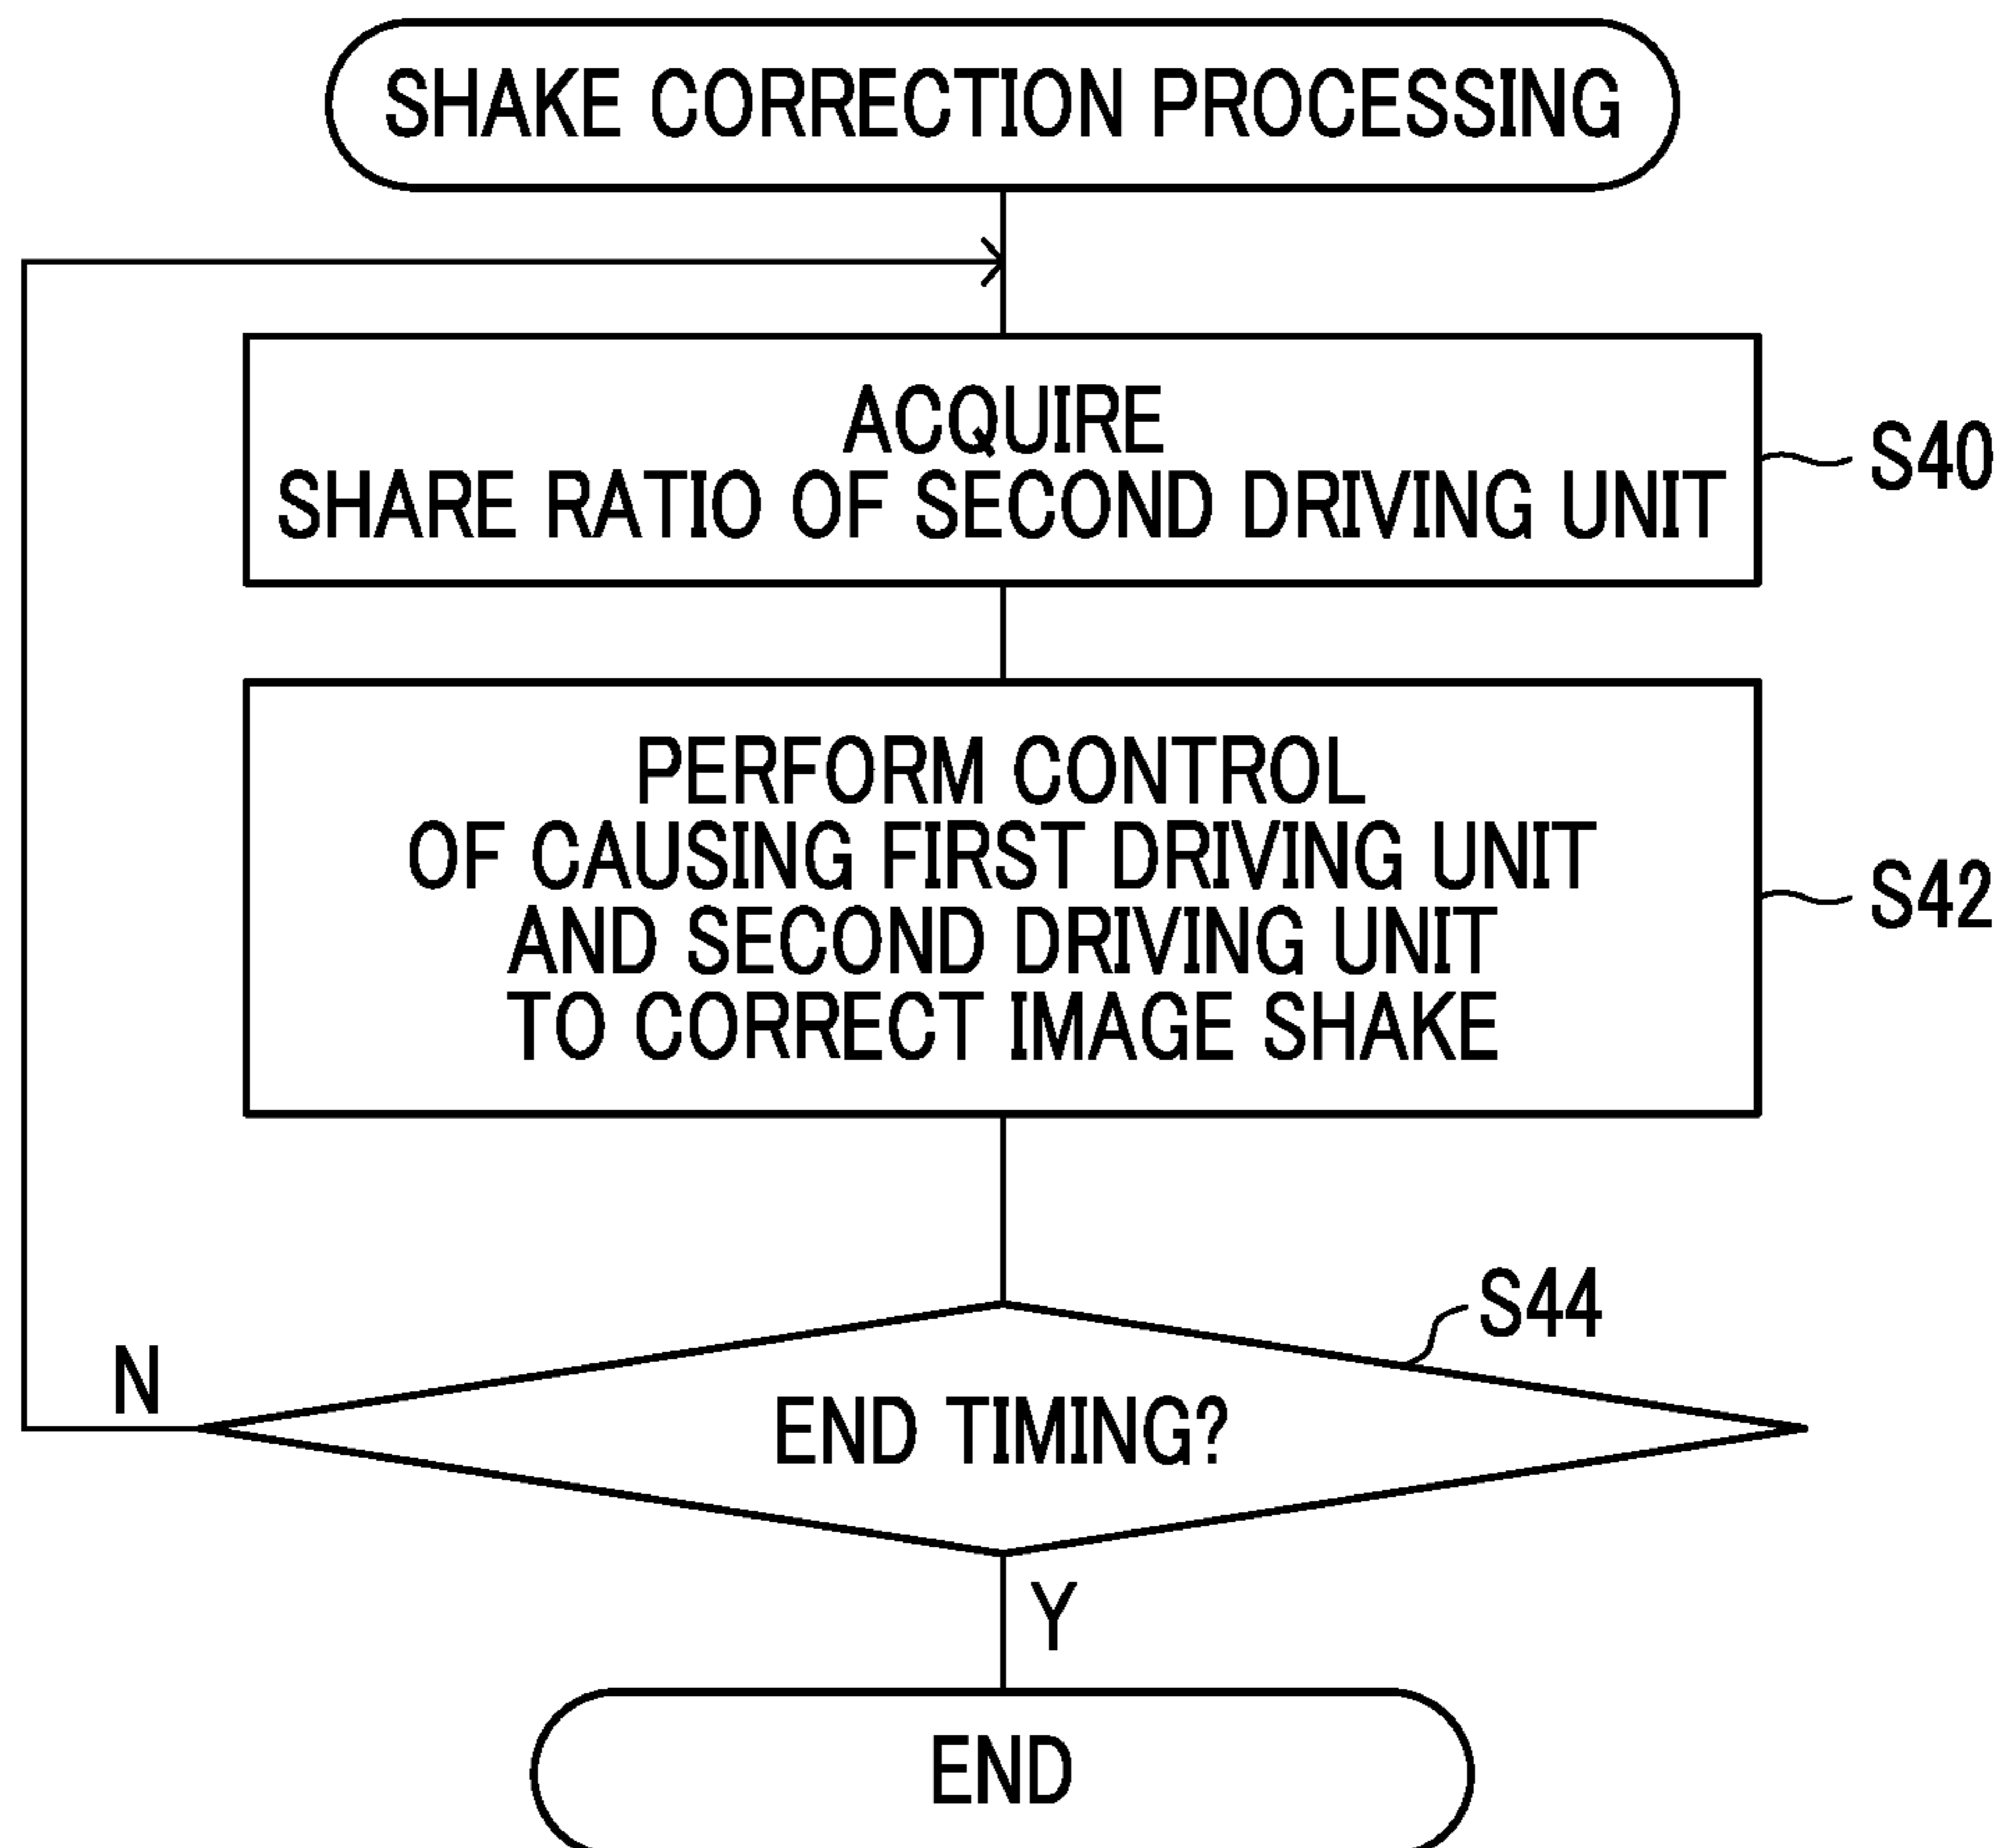 SHAKE CORRECTION PROCESSING
ACQUIRE
SHARE RATIO OF SECOND DRIVING UNIT
S40
PERFORM CONTROL
OF CAUSING FIRST DRIVING UNIT
AND SECOND DRIVING UNIT
TO CORRECT IMAGE SHAKE
S42
S44
N
END TIMING?
Y
END